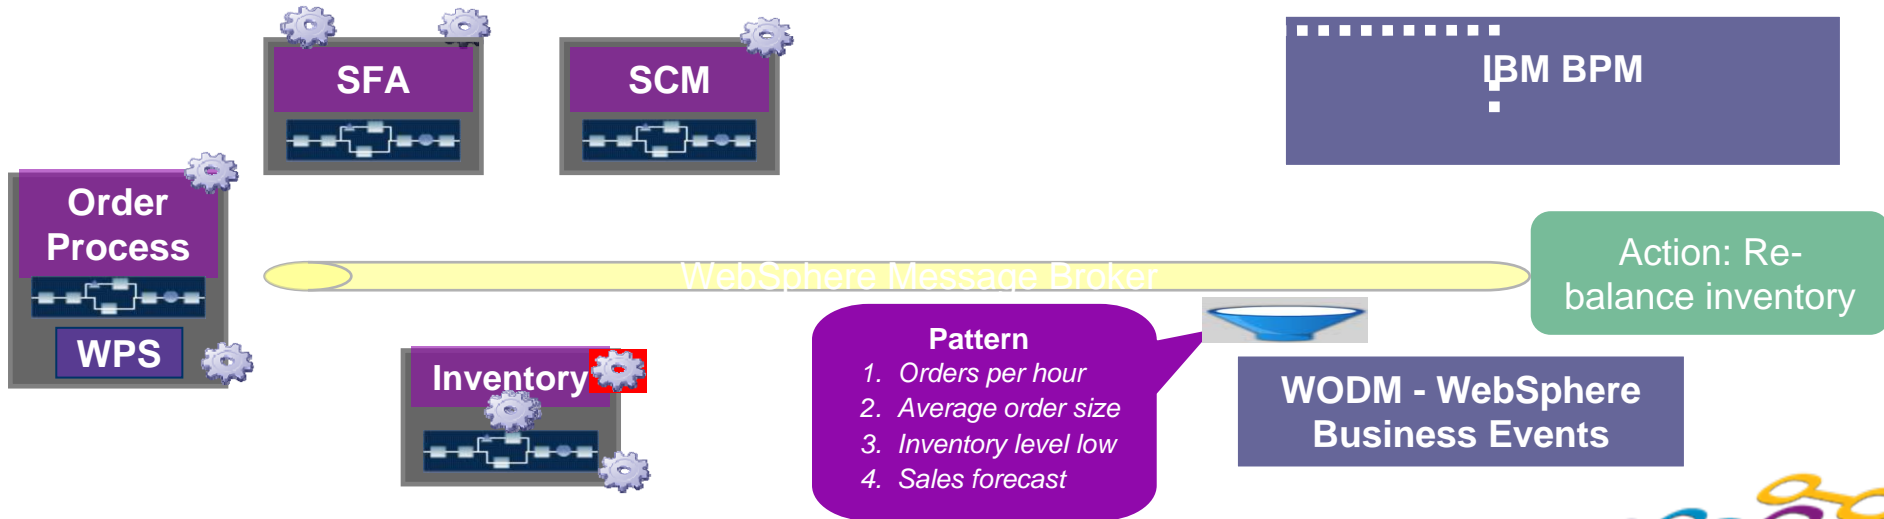 SFA
SCM
IBM BPM
Order
Process
WPS
WebSphere Message Broker
Action: Re-
balance inventory
Inventory
Pattern
1. Orders per hour
2. Average order size
3. Inventory level low
4. Sales forecast
WODM - WebSphere
Business Events